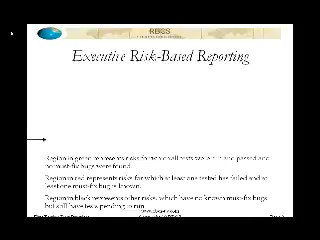 RBCS
Executive Risk-Based Reporting
Region in green represents risks for which all tests were run and passed and
no must-fix bugs were found.
Region in red represents risks for which at least one tested has failed and at
least one must-fix bug is known.
Region in black represents other risks, which have no known must-fix bugs
but still have tests pending to run.